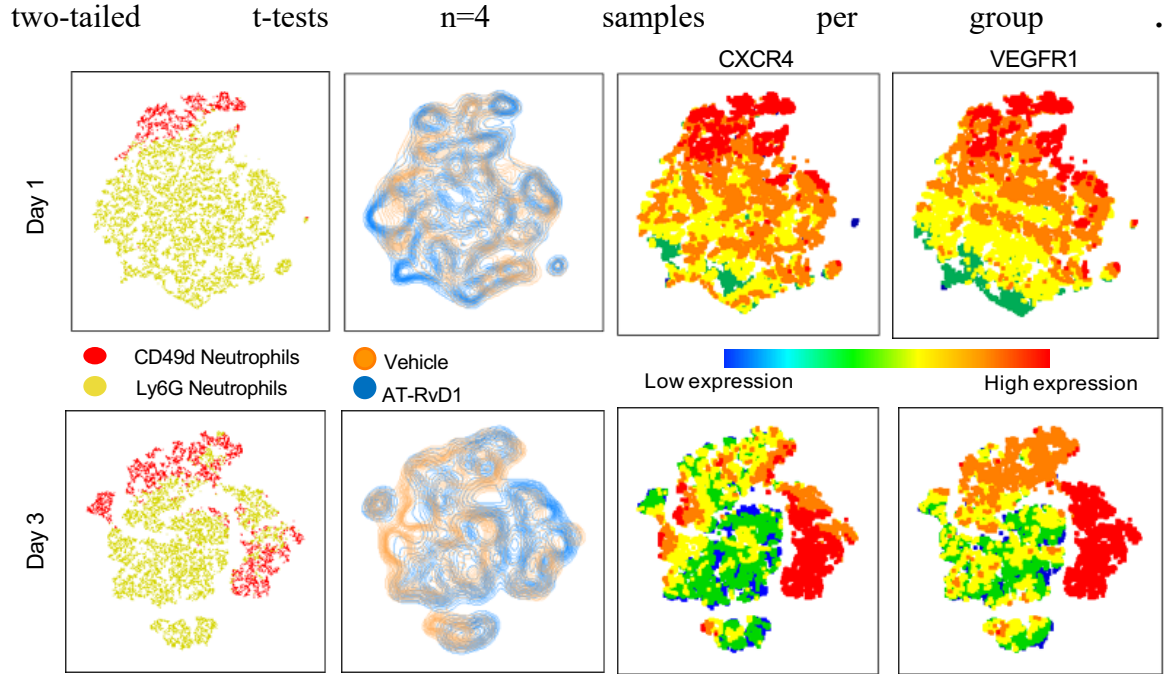 two-tailed t-tests n=4 samples per group .
CXCR4 VEGFR1
Day 1
CD49d Neutrophils
Ly6G Neutrophils
Vehicle
AT-RvD1
Low expression High expression
Day 3